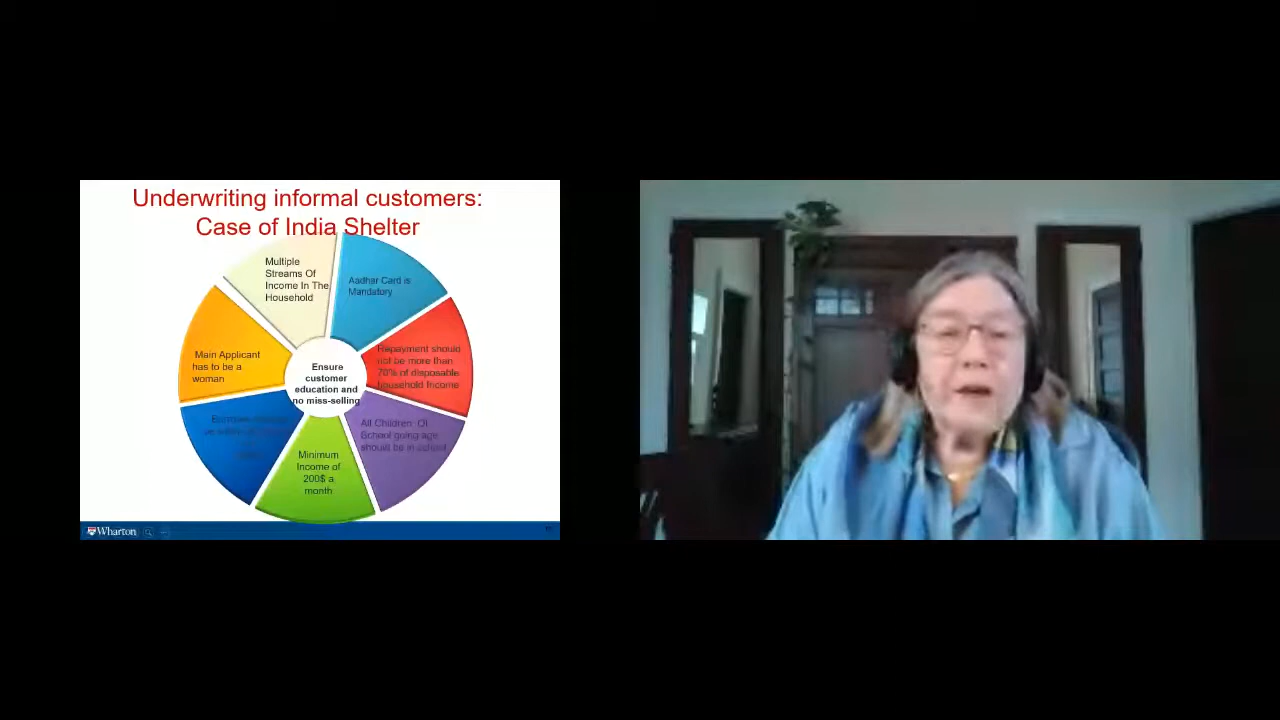 Underwriting informal customers:
Case of India Shelter
Multiple
Streams Of
Income In The
Household
Aadhar Card is
Mandatory
Repayment should
not be more than
70% of disposable
household Income
All Children Of
School going age
should be in school
Minimum
Income of
200$ a
month
be
Main Applicant
has to be a
woman
Ensure
customer
education and
no miss-selling
Wharton